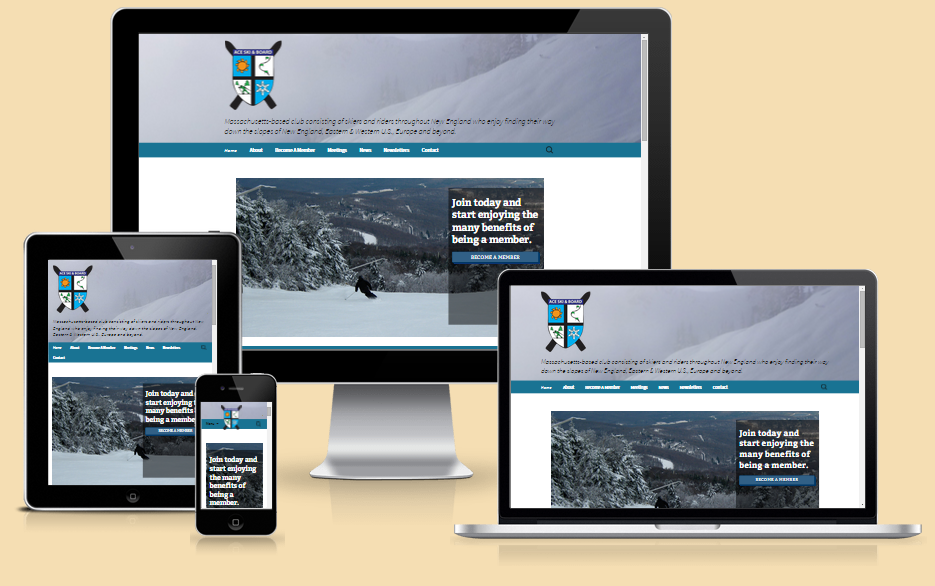 ACE SKI & BOARD
Massachusetts-based club consisting of skiers and riders throughout New England who enjoy finding their way
down the slopes of New England, Eastern & Western U.S., Europe and beyond.
Home About Become A Member Meetings News Newsletters Contact
Join today and
start enjoying the
many benefits of
being a member.
BECOME A MEMBER
ACE SKI & BOARD
Massachusetts-based club consisting of skiers and riders throughout New
England who enjoy finding their way down the slopes of New England,
Eastern & Western U.S., Europe and beyond.
Home About Become A Member Meetings News Newsletters
Contact
Join today and
start enjoying t
many benefits o
being a member
BECOME A MEMBER
Menu
Join today and
start enjoying
the many
benefits of
being a
member.
ACE SKI & BOARD
Massachusetts-based club consisting of skiers and riders throughout New England who enjoy finding their way
down the slopes of New England, Eastern & Western U.S., Europe and beyond.
Home About Become A Member Meetings News Newsletters Contact
Join today and
start enjoying the
many benefits of
being a member.
BECOME A MEMBER